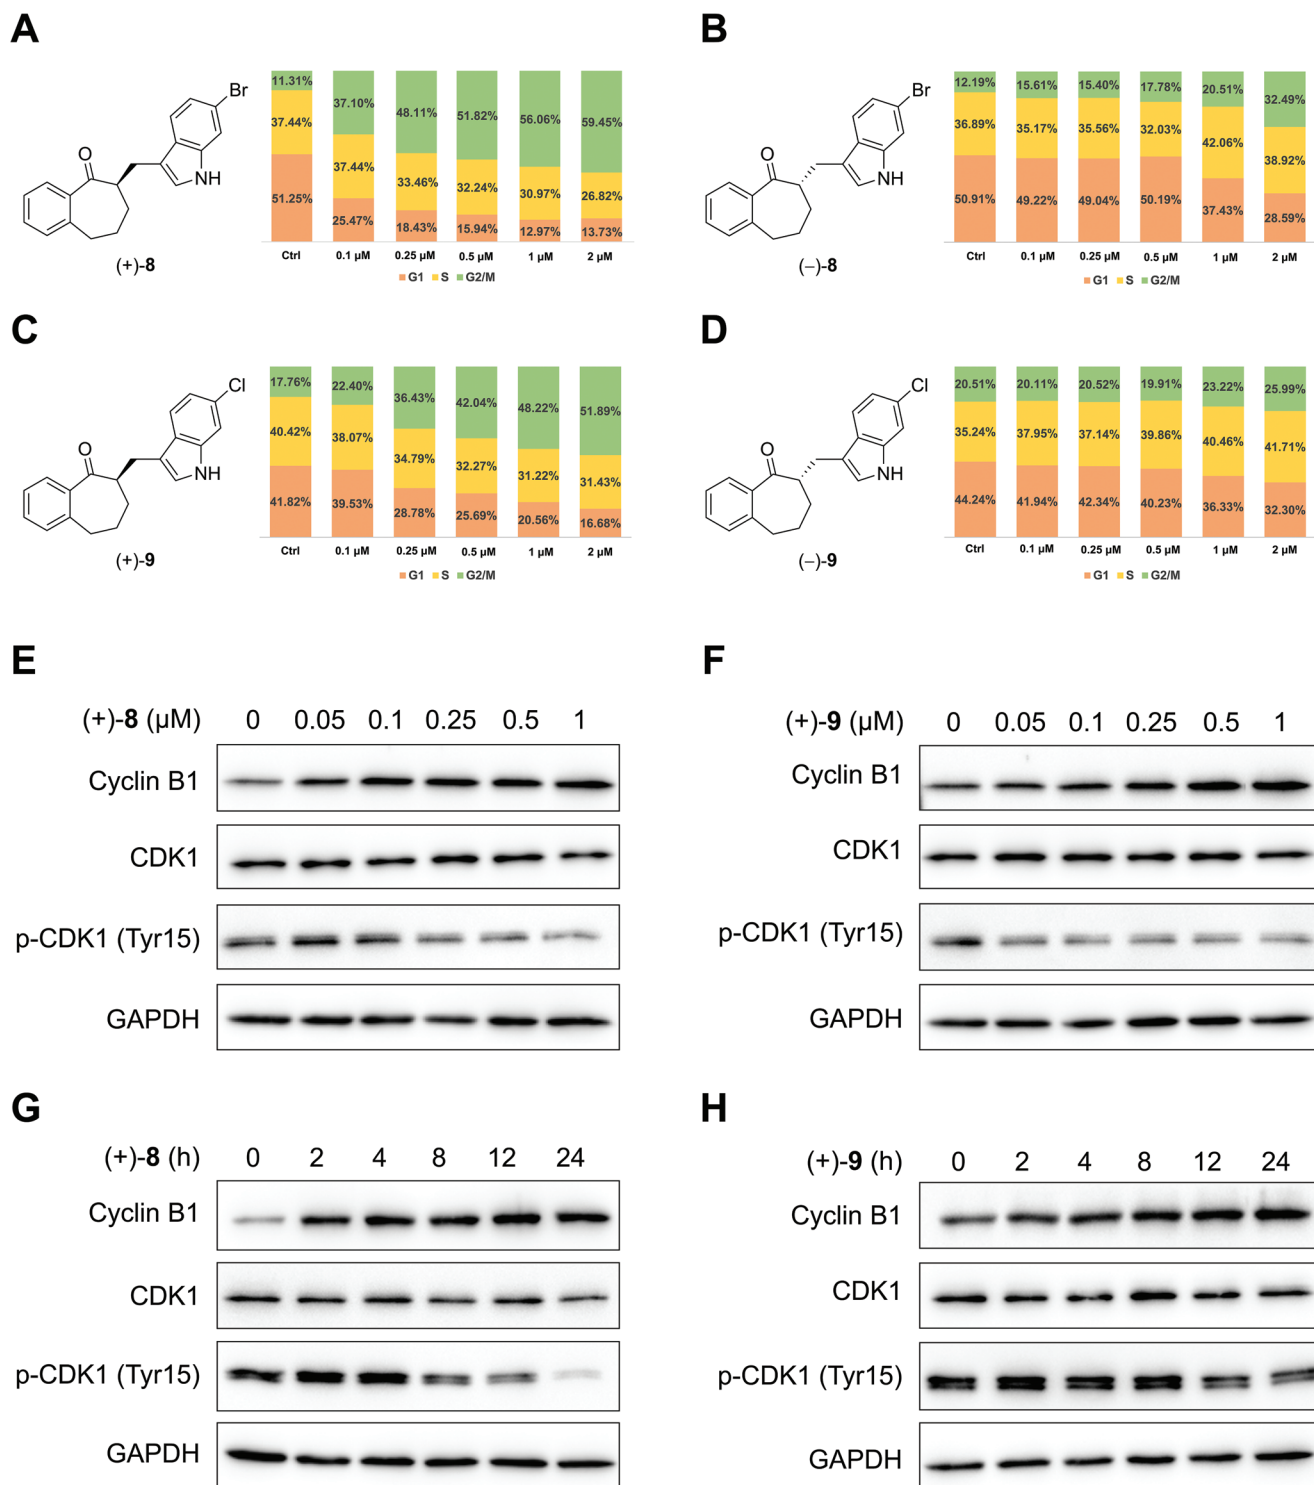 A
Br
O
NH
(+)-8
11.31% 37.10% 48.11% 51.82% 56.06% 59.45%
37.44% 37.44% 33.46% 32.24% 30.97% 26.82%
51.25% 25.47% 18.43% 15.94% 12.97% 13.73%
Ctrl 0.1 μM 0.25 μM 0.5 μM 1 μM 2 μM
G1 S G2/M
B
Br
O
NH
(−)-8
12.19% 15.61% 15.40% 17.78% 20.51% 32.49%
36.89% 35.17% 35.56% 32.03% 42.06% 38.92%
50.91% 49.22% 49.04% 50.19% 37.43% 28.59%
Ctrl 0.1 μM 0.25 μM 0.5 μM 1 μM 2 μM
G1 S G2/M
C
Cl
O
NH
(+)-9
17.76% 22.40% 36.43% 42.04% 48.22% 51.89%
40.42% 38.07% 34.79% 32.27% 31.22% 31.43%
41.82% 39.53% 28.78% 25.69% 20.56% 16.68%
Ctrl 0.1 μM 0.25 μM 0.5 μM 1 μM 2 μM
G1 S G2/M
D
Cl
O
NH
(−)-9
20.51% 20.11% 20.52% 19.91% 23.22% 25.99%
35.24% 37.95% 37.14% 39.86% 40.46% 41.71%
44.24% 41.94% 42.34% 40.23% 36.33% 32.30%
Ctrl 0.1 μM 0.25 μM 0.5 μM 1 μM 2 μM
G1 S G2/M
E
(+)-8 (μM) 0 0.05 0.1 0.25 0.5 1
Cyclin B1
CDK1
p-CDK1 (Tyr15)
GAPDH
F
(+)-9 (μM) 0 0.05 0.1 0.25 0.5 1
Cyclin B1
CDK1
p-CDK1 (Tyr15)
GAPDH
G
(+)-8 (h) 0 2 4 8 12 24
Cyclin B1
CDK1
p-CDK1 (Tyr15)
GAPDH
H
(+)-9 (h) 0 2 4 8 12 24
Cyclin B1
CDK1
p-CDK1 (Tyr15)
GAPDH